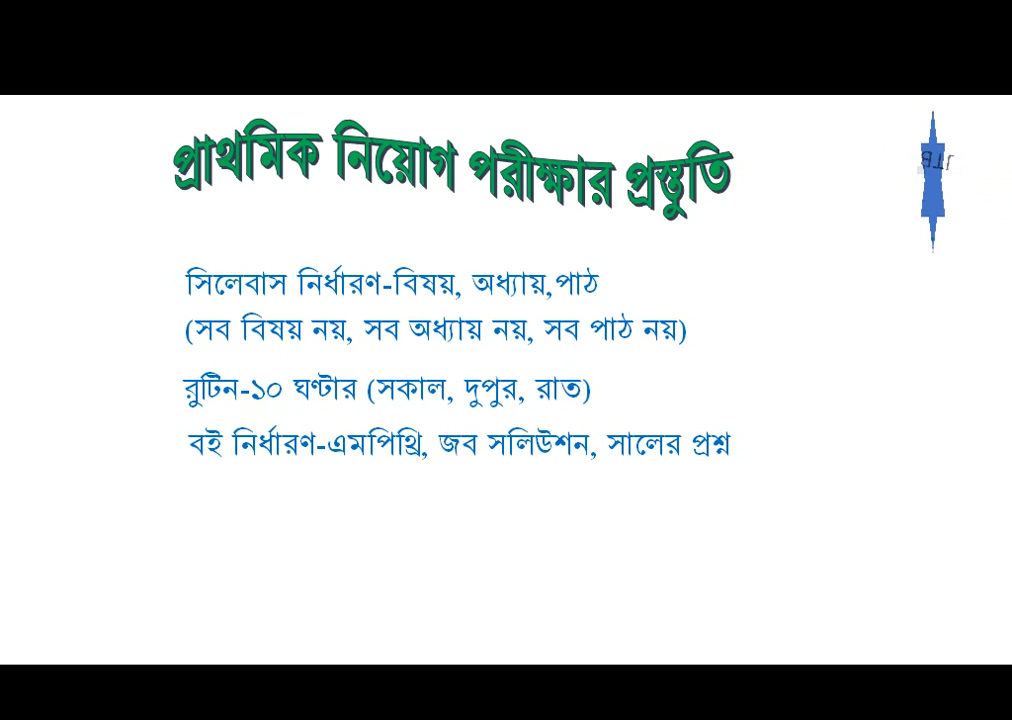 প্রাথমিক নিয়োগ পরীক্ষার প্রস্তুতি
সিলেবাস নির্ধারণ-বিষয়, অধ্যায়,পাঠ
(সব বিষয় নয়, সব অধ্যায় নয়, সব পাঠ নয়)
রুটিন-১০ ঘণ্টার (সকাল, দুপুর, রাত)
বই নির্ধারণ-এমপিথ্রি, জব সলিউশন, সালের প্রশ্ন